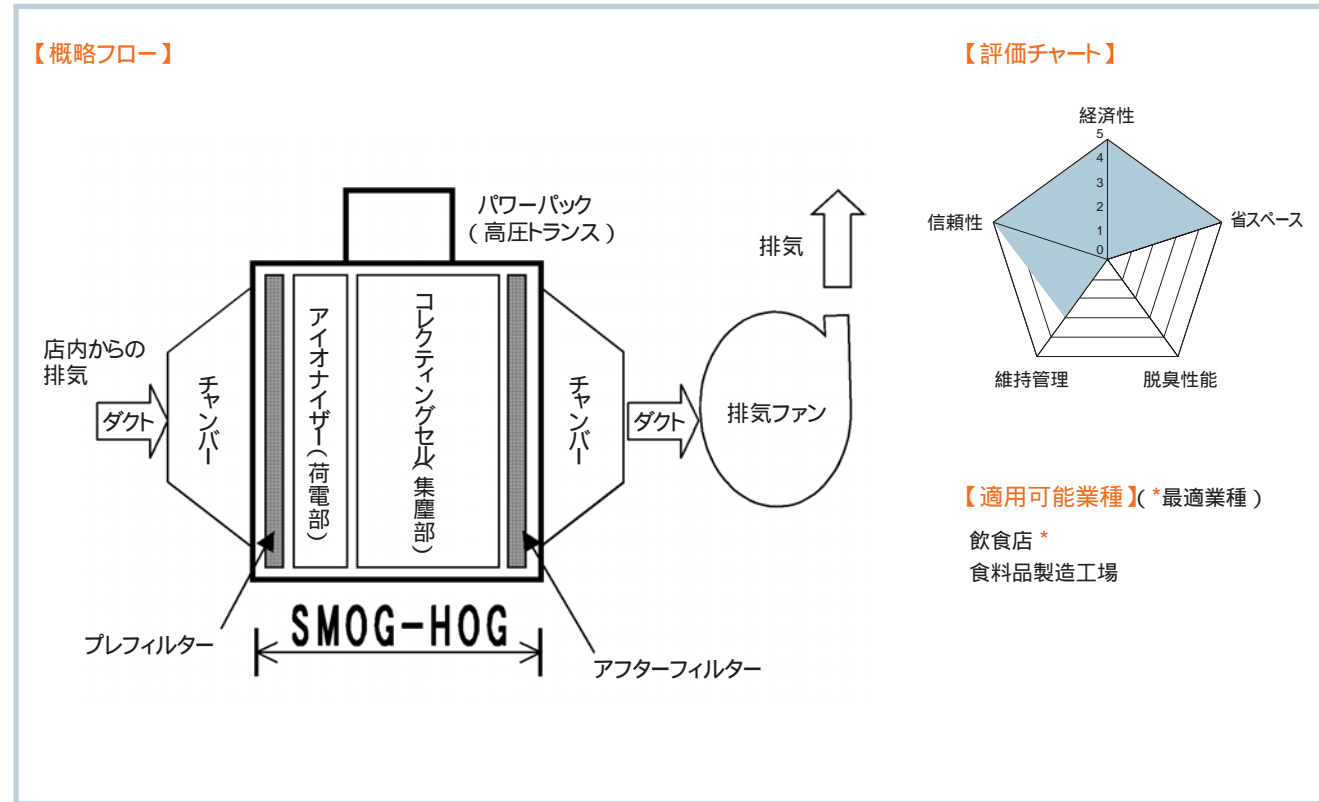 【概略フロー】
パワーパック
(高圧トランス)
店内からの
排気
ダクト
チャンバー
アイオナイザー(荷電部)
コレクティングセル(集塵部)
チャンバー
ダクト
排気ファン
排気
プレフィルター
SMOG-HOG
アフターフィルター
【評価チャート】
経済性
5
4
3
2
1
0
信頼性
省スペース
維持管理
脱臭性能
【適用可能業種】(*最適業種)
飲食店*
食料品製造工場